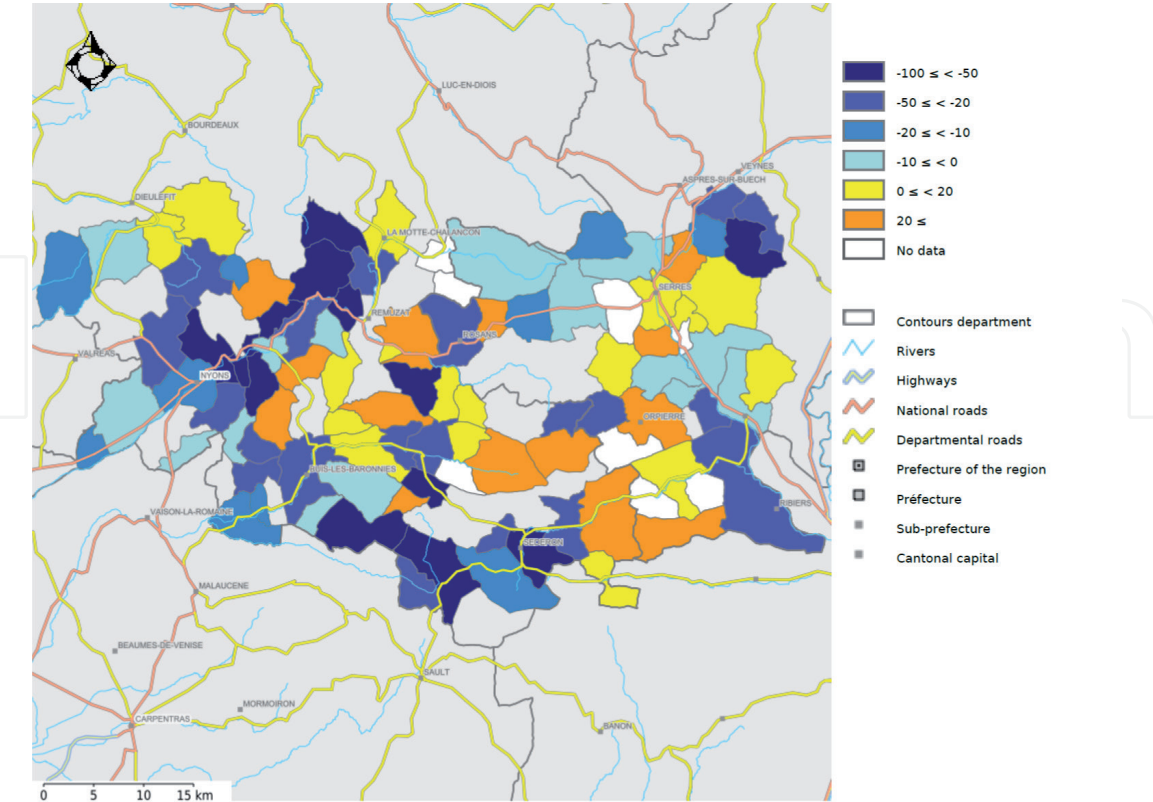 LUC-EN-DIOIS
BOURDEAUX
VEYNES
ASPRES-SUR-BUECH
DIEULEFIT
LA MOTTE-CHALANCON
SERRES
REMUZAT
ROSANS
VALREAS
NYONS
ORPIERRE
BUIS-LES-BARONNIES
VAISON-LA-ROMAINE
RIBIERS
SEDERON
MALAUCENE
BEAUMES-DE-VENISE
SAULT
MORMOIRON
CARPENTRAS
BANON
0 5 10 15 km
-100 ≤ < -50
-50 ≤ < -20
-20 ≤ < -10
-10 ≤ < 0
0 ≤ < 20
20 ≤
No data
Contours department
Rivers
Highways
National roads
Departmental roads
Prefecture of the region
Préfecture
Sub-prefecture
Cantonal capital